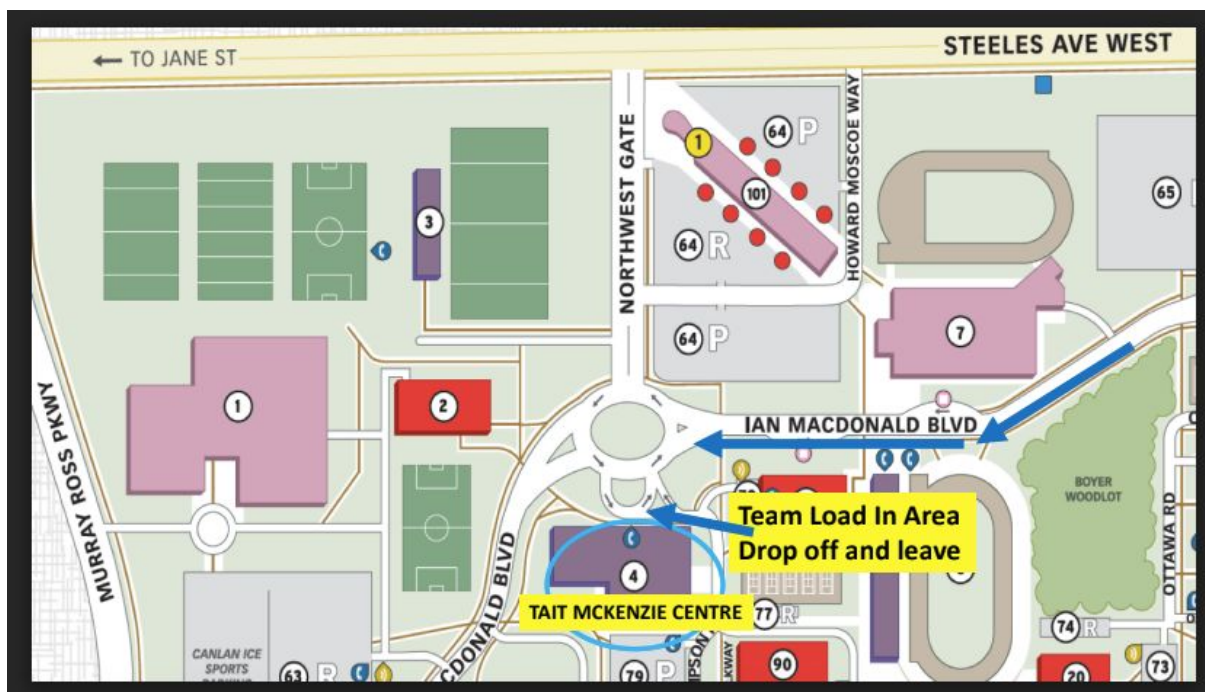 ← TO JANE ST
STEELES AVE WEST
NORTHWEST GATE
HOWARD MOSCOE WAY
1
64 P
101
65
3
64 R
64 P
7
1
2
IAN MACDONALD BLVD
MURRAY ROSS PKWY
BOYER
WOODLOT
OTTAWA RD
Team Load In Area
Drop off and leave
4
TAIT MCKENZIE CENTRE
CDONALD BLVD
77 R
74 R
CANLAN ICE
SPORTS
63 R
79 P
90
20
73